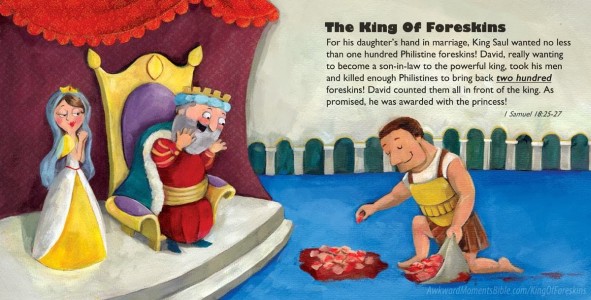 The King Of Foreskins
For his daughter's hand in marriage, King Saul wanted no less
than one hundred Philistine foreskins! David, really wanting
to become a son-in-law to the powerful king, took his men
and killed enough Philistines to bring back two hundred
foreskins! David counted them all in front of the king. As
promised, he was awarded with the princess!
1 Samuel 18:25-27
AwkwardMomentsBible.com/KingOfForeskins